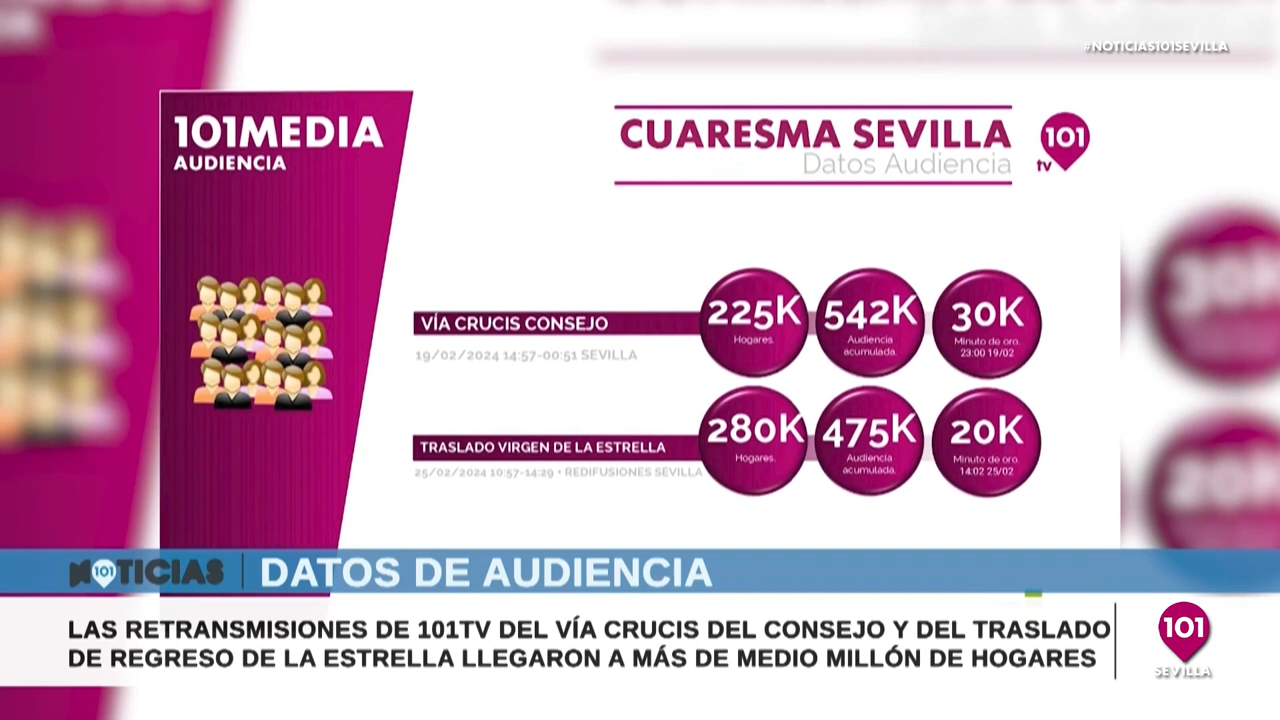 #NOTICIAS101SEVILLA
101MEDIA
AUDIENCIA
CUARESMA SEVILLA
Datos Audiencia
101
tv
VÍA CRUCIS CONSEJO
19/02/2024 14:57-00:51 SEVILLA
225K
Hogares.
542K
Audiencia
acumulada.
30K
Minuto de oro.
23:00 19/02
TRASLADO VIRGEN DE LA ESTRELLA
25/02/2024 10:57-14:29 + REDIFUSIONES SEVILLA
280K
Hogares.
475K
Audiencia
acumulada.
20K
Minuto de oro.
14:02 25/02
NOTICIAS
101
DATOS DE AUDIENCIA
LAS RETRANSMISIONES DE 101TV DEL VÍA CRUCIS DEL CONSEJO Y DEL TRASLADO
DE REGRESO DE LA ESTRELLA LLEGARON A MÁS DE MEDIO MILLÓN DE HOGARES
101
SEVILLA